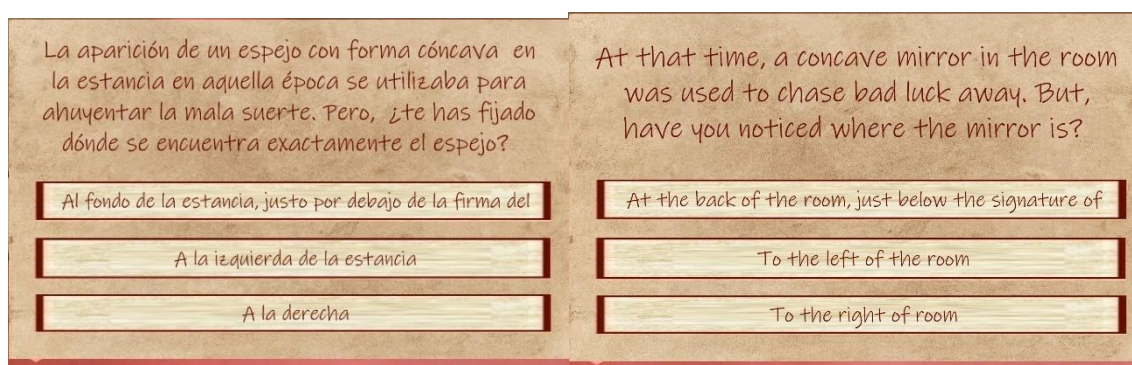 La aparición de un espejo con forma cóncava en
la estancia en aquella época se utilizaba para
ahuyentar la mala suerte. Pero, ¿te has fijado
dónde se encuentra exactamente el espejo?
Al fondo de la estancia, justo por debajo de la firma del
A la izquierda de la estancia
A la derecha
At that time, a concave mirror in the room
was used to chase bad luck away. But,
have you noticed where the mirror is?
At the back of the room, just below the signature of
To the left of the room
To the right of room